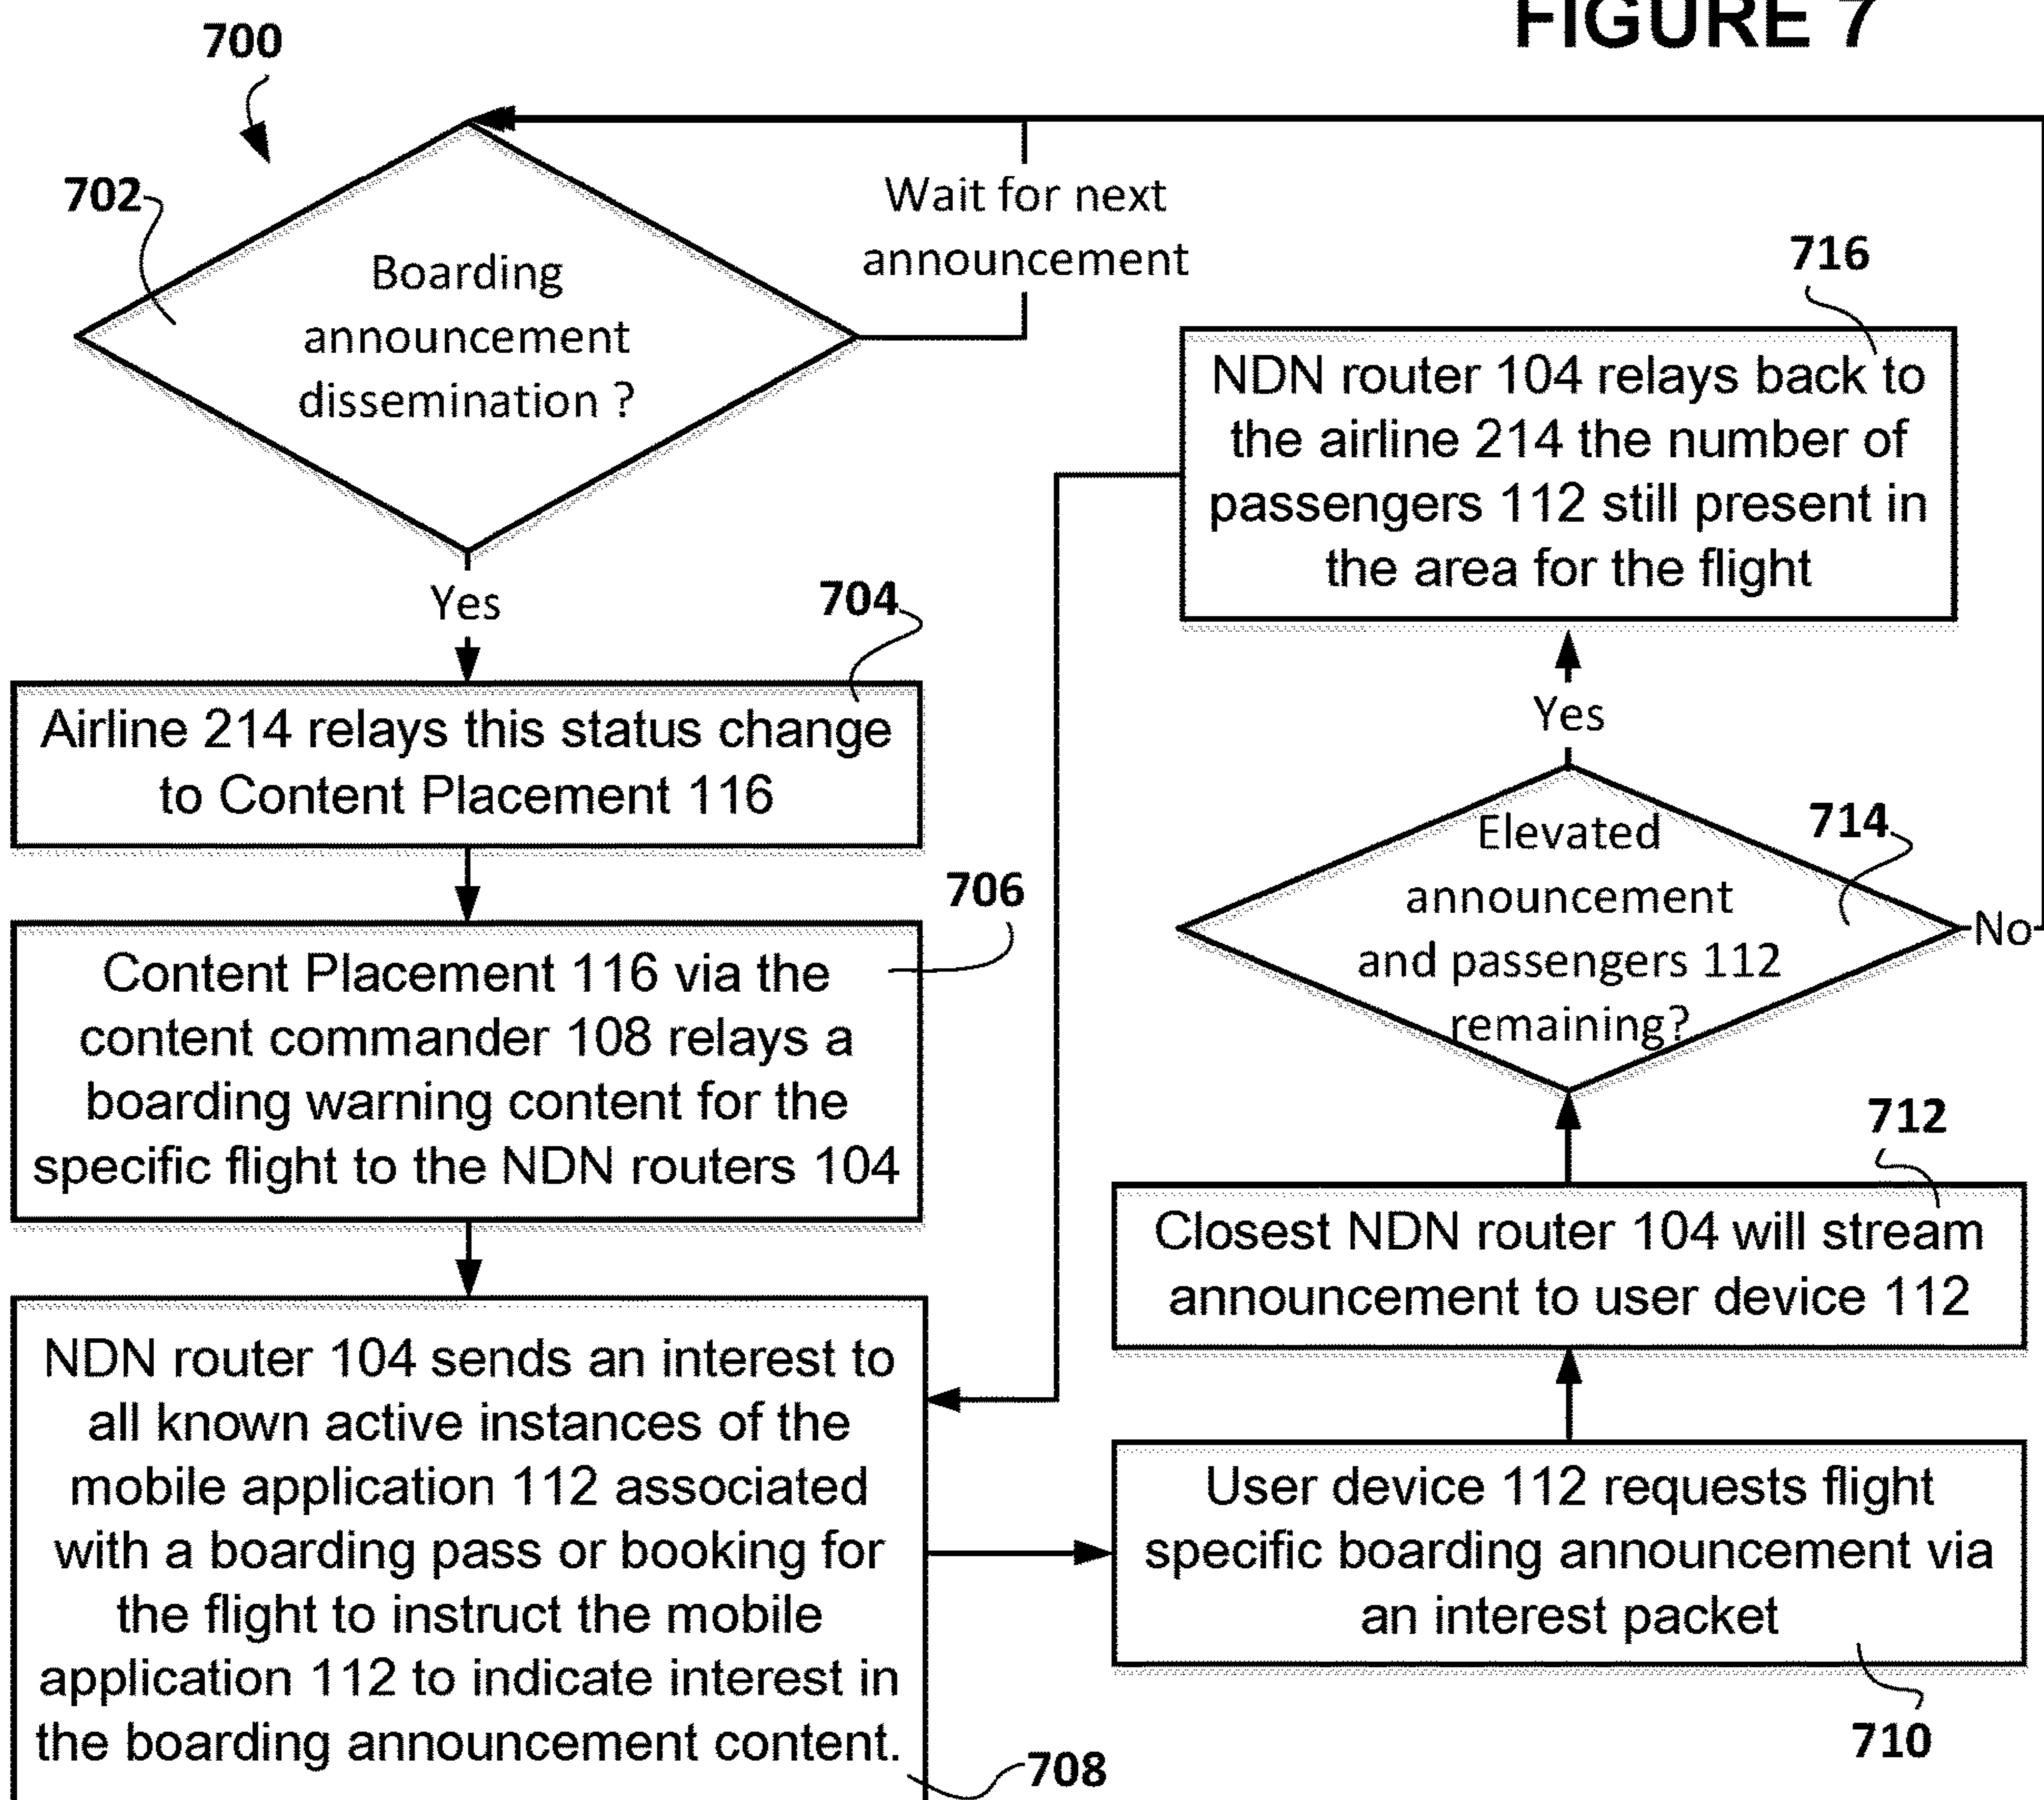 FIGURE 7
700
702
Boarding
announcement
dissemination ?
Wait for next
announcement
Yes
704
Airline 214 relays this status change
to Content Placement 116
706
Content Placement 116 via the
content commander 108 relays a
boarding warning content for the
specific flight to the NDN routers 104
NDN router 104 sends an interest to
all known active instances of the
mobile application 112 associated
with a boarding pass or booking for
the flight to instruct the mobile
application 112 to indicate interest in
the boarding announcement content.
708
User device 112 requests flight
specific boarding announcement via
an interest packet
710
712
Closest NDN router 104 will stream
announcement to user device 112
714
Elevated
announcement
and passengers 112
remaining?
No
Yes
716
NDN router 104 relays back to
the airline 214 the number of
passengers 112 still present in
the area for the flight